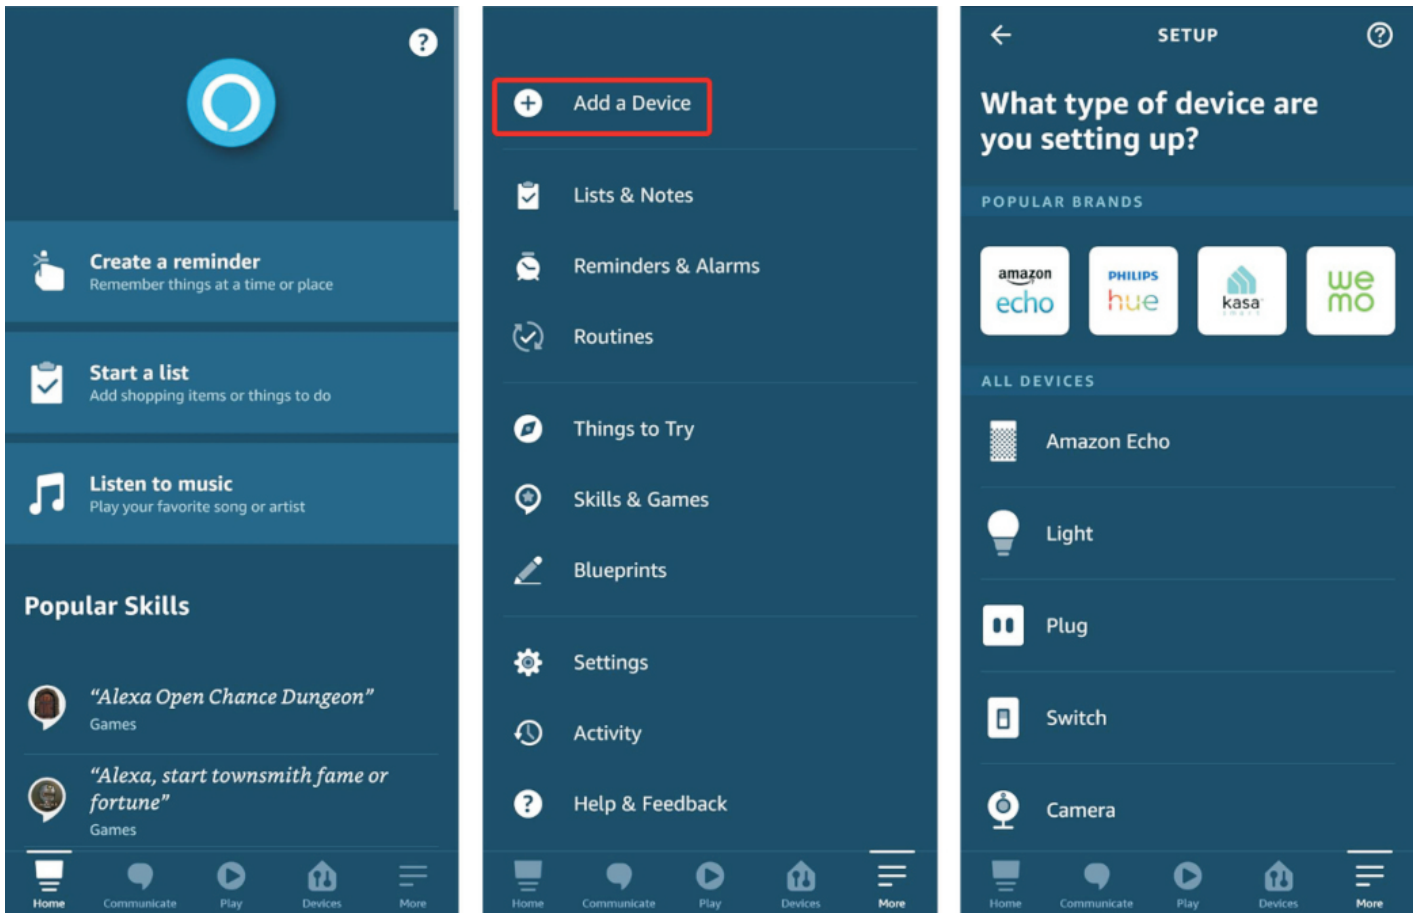 ?
Create a reminder
Remember things at a time or place
Start a list
Add shopping items or things to do
Listen to music
Play your favorite song or artist
Popular Skills
“Alexa Open Chance Dungeon”
Games
“Alexa, start townsmith fame or
fortune”
Games
Home Communicate Play Devices More
Add a Device
Lists & Notes
Reminders & Alarms
Routines
Things to Try
Skills & Games
Blueprints
Settings
Activity
? Help & Feedback
Home Communicate Play Devices More
SETUP ?
What type of device are
you setting up?
POPULAR BRANDS
amazon
echo
PHILIPS
hue
kasa
smart
we
mo
ALL DEVICES
Amazon Echo
Light
Plug
Switch
Camera
Home Communicate Play Devices More